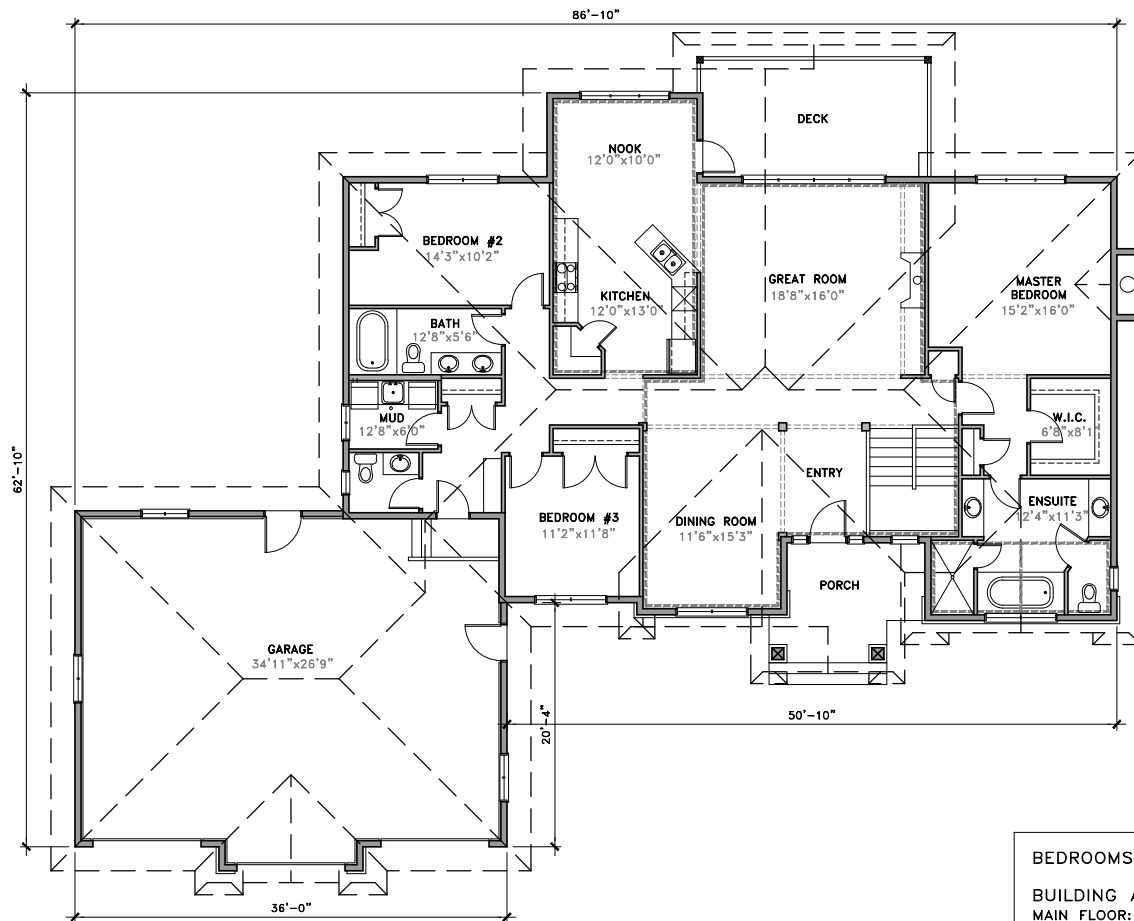 86'-10"
DECK
NOOK
12'0"x10'0"
BEDROOM #2
14'3"x10'2"
GREAT ROOM
18'8"x16'0"
MASTER
BEDROOM
15'2"x16'0"
KITCHEN
12'0"x13'0
BATH
12'8"x5'6"
MUD
12'8"x6'0"
W.I.C.
6'8"x8'1
62'-10"
ENTRY
ENSUITE
12'4"x11'3"
BEDROOM #3
11'2"x11'8"
DINING ROOM
11'6"x15'3"
PORCH
GARAGE
34'11"x26'9"
20'-4"
50'-10"
36'-0"
BEDROOMS
BUILDING A
MAIN FLOOR: